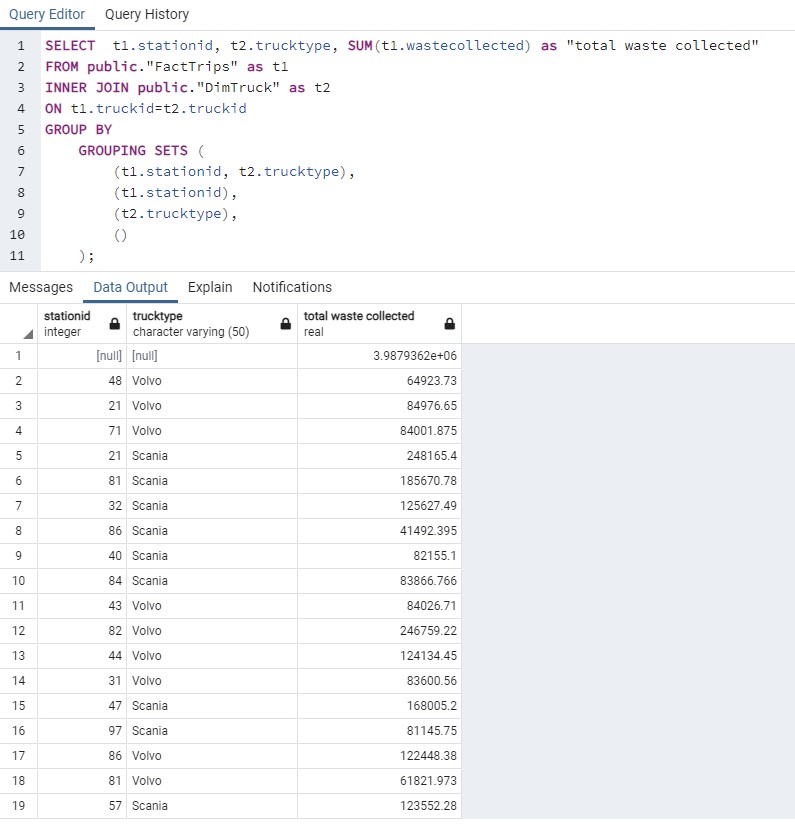 Query Editor Query History
1 SELECT t1.stationid, t2.trucktype, SUM(t1.wastecollected) as "total waste collected"
2 FROM public."FactTrips" as t1
3 INNER JOIN public."DimTruck" as t2
4 ON t1.truckid=t2.truckid
5 GROUP BY
6 GROUPING SETS (
7 (t1.stationid, t2.trucktype),
8 (t1.stationid),
9 (t2.trucktype),
10 ()
11 );
Messages Data Output Explain Notifications
stationid trucktype total waste collected
integer character varying (50) real
1 [null] [null] 3.9879362e+06
2 48 Volvo 64923.73
3 21 Volvo 84976.65
4 71 Volvo 84001.875
5 21 Scania 248165.4
6 81 Scania 185670.78
7 32 Scania 125627.49
8 86 Scania 41492.395
9 40 Scania 82155.1
10 84 Scania 83866.766
11 43 Volvo 84026.71
12 82 Volvo 246759.22
13 44 Volvo 124134.45
14 31 Volvo 83600.56
15 47 Scania 168005.2
16 97 Scania 81145.75
17 86 Volvo 122448.38
18 81 Volvo 61821.973
19 57 Scania 123552.28